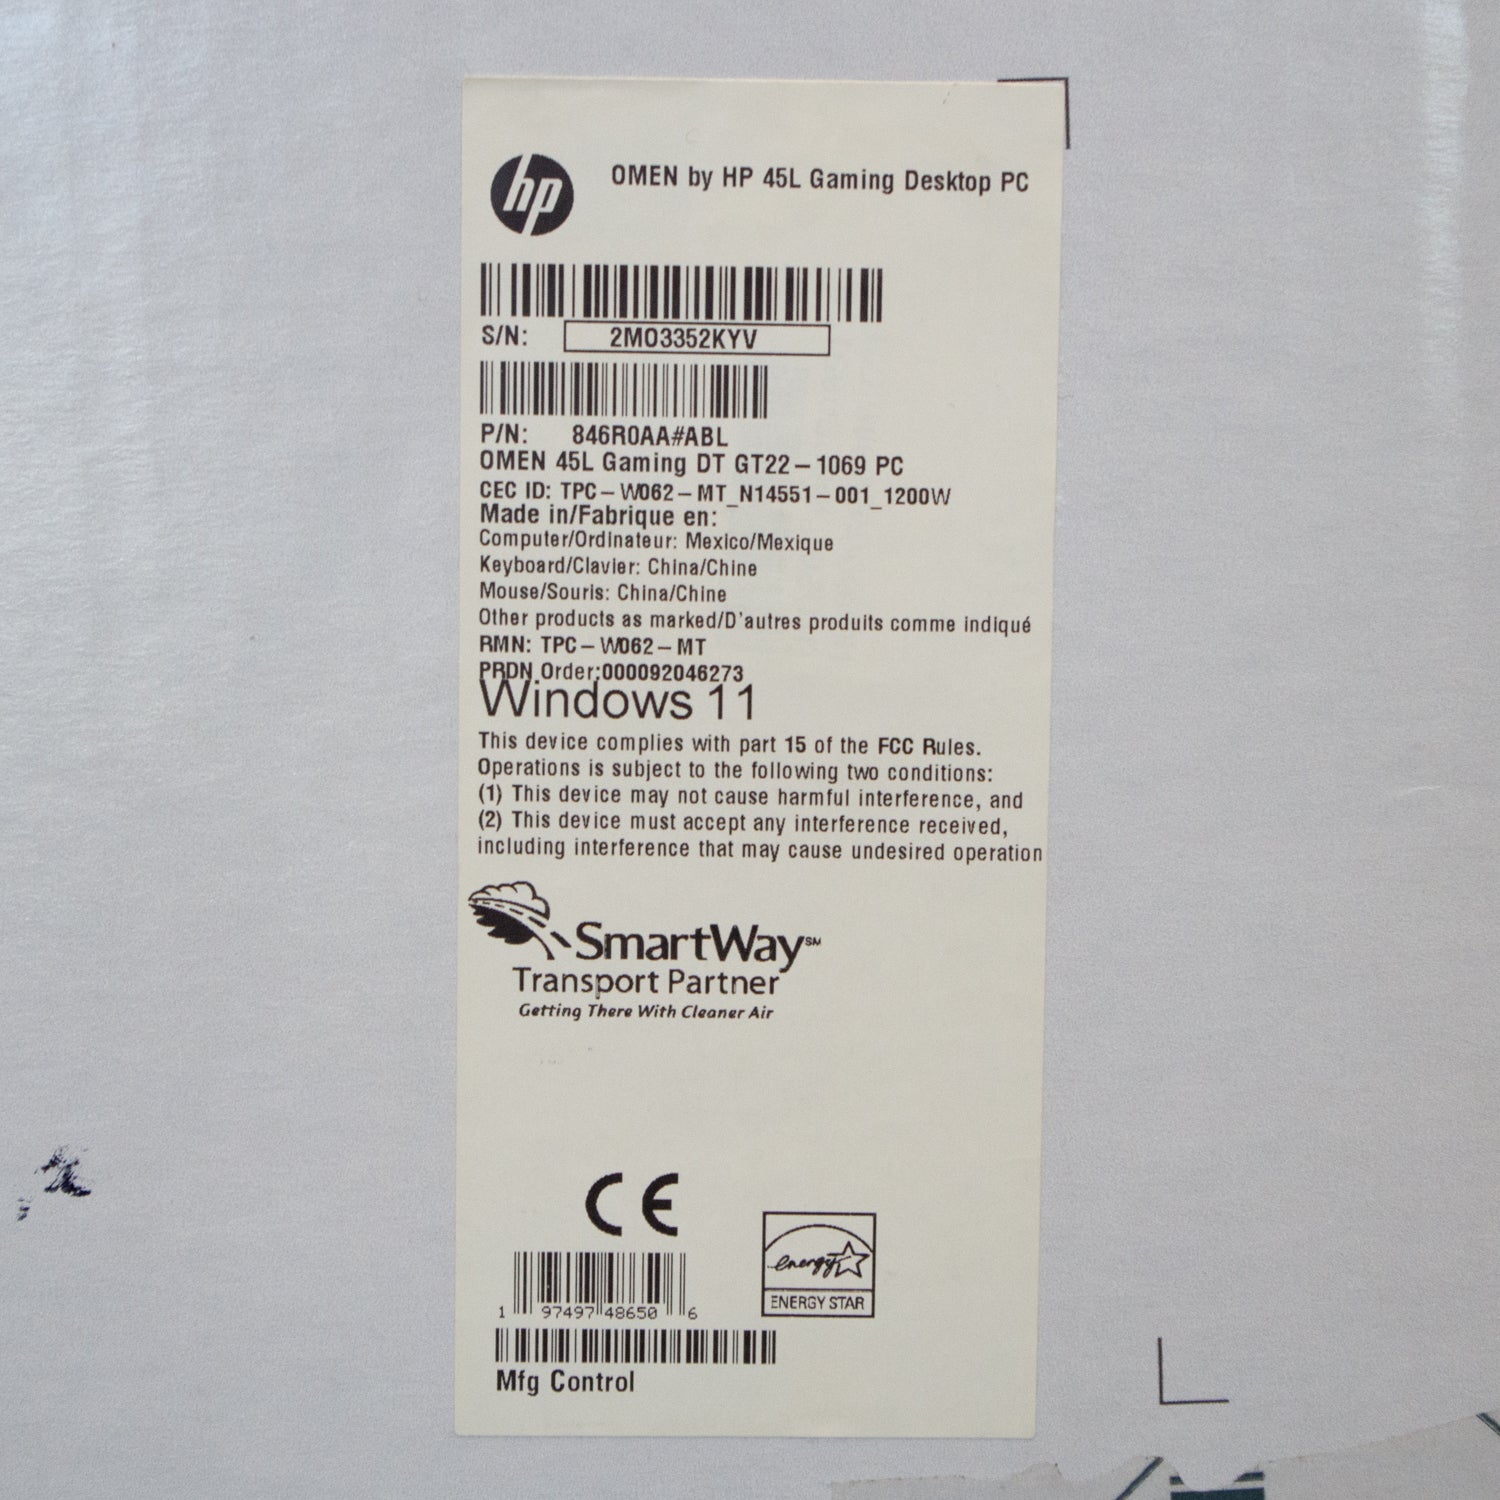 hp
OMEN by HP 45L Gaming Desktop PC
S/N: 2MO3352KYV
P/N: 846R0AA#ABL
OMEN 45L Gaming DT GT22-1069 PC
CEC ID: TPC-W062-MT_N14551-001_1200W
Made in/Fabrique en:
Computer/Ordinateur: Mexico/Mexique
Keyboard/Clavier: China/Chine
Mouse/Souris: China/Chine
Other products as marked/D'autres produits comme indiqué
RMN: TPC-W062-MT
PRDN Order:000092046273
Windows 11
This device complies with part 15 of the FCC Rules.
Operations is subject to the following two conditions:
(1) This device may not cause harmful interference, and
(2) This device must accept any interference received,
including interference that may cause undesired operation
SmartWay℠
Transport Partner
Getting There With Cleaner Air
CE
energy
ENERGY STAR
1 97497 48650 6
Mfg Control